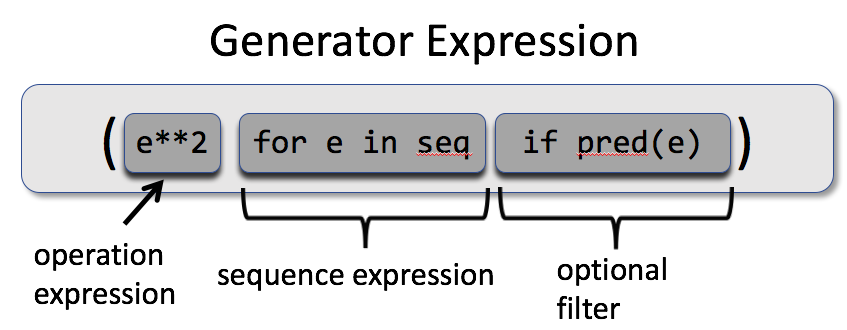 Generator Expression
( e**2 for e in seq if pred(e) )
operation
expression
sequence expression
optional
filter